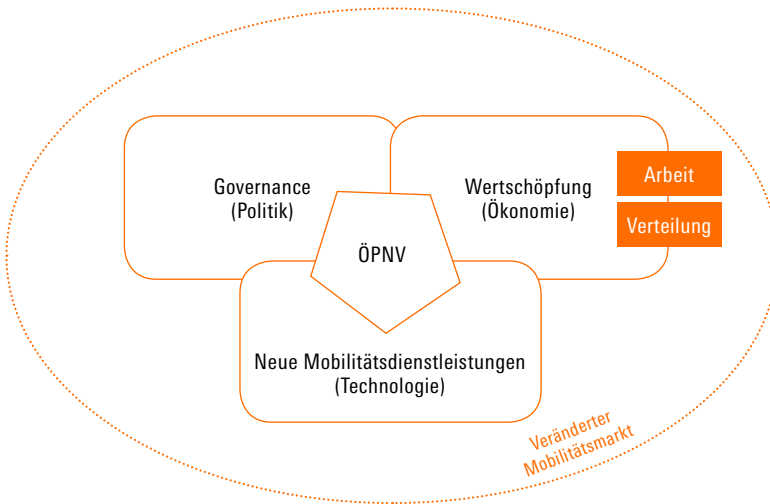 Governance
(Politik)
Wertschöpfung
(Ökonomie)
Arbeit
Verteilung
ÖPNV
Neue Mobilitätsdienstleistungen
(Technologie)
Veränderter
Mobilitätsmarkt